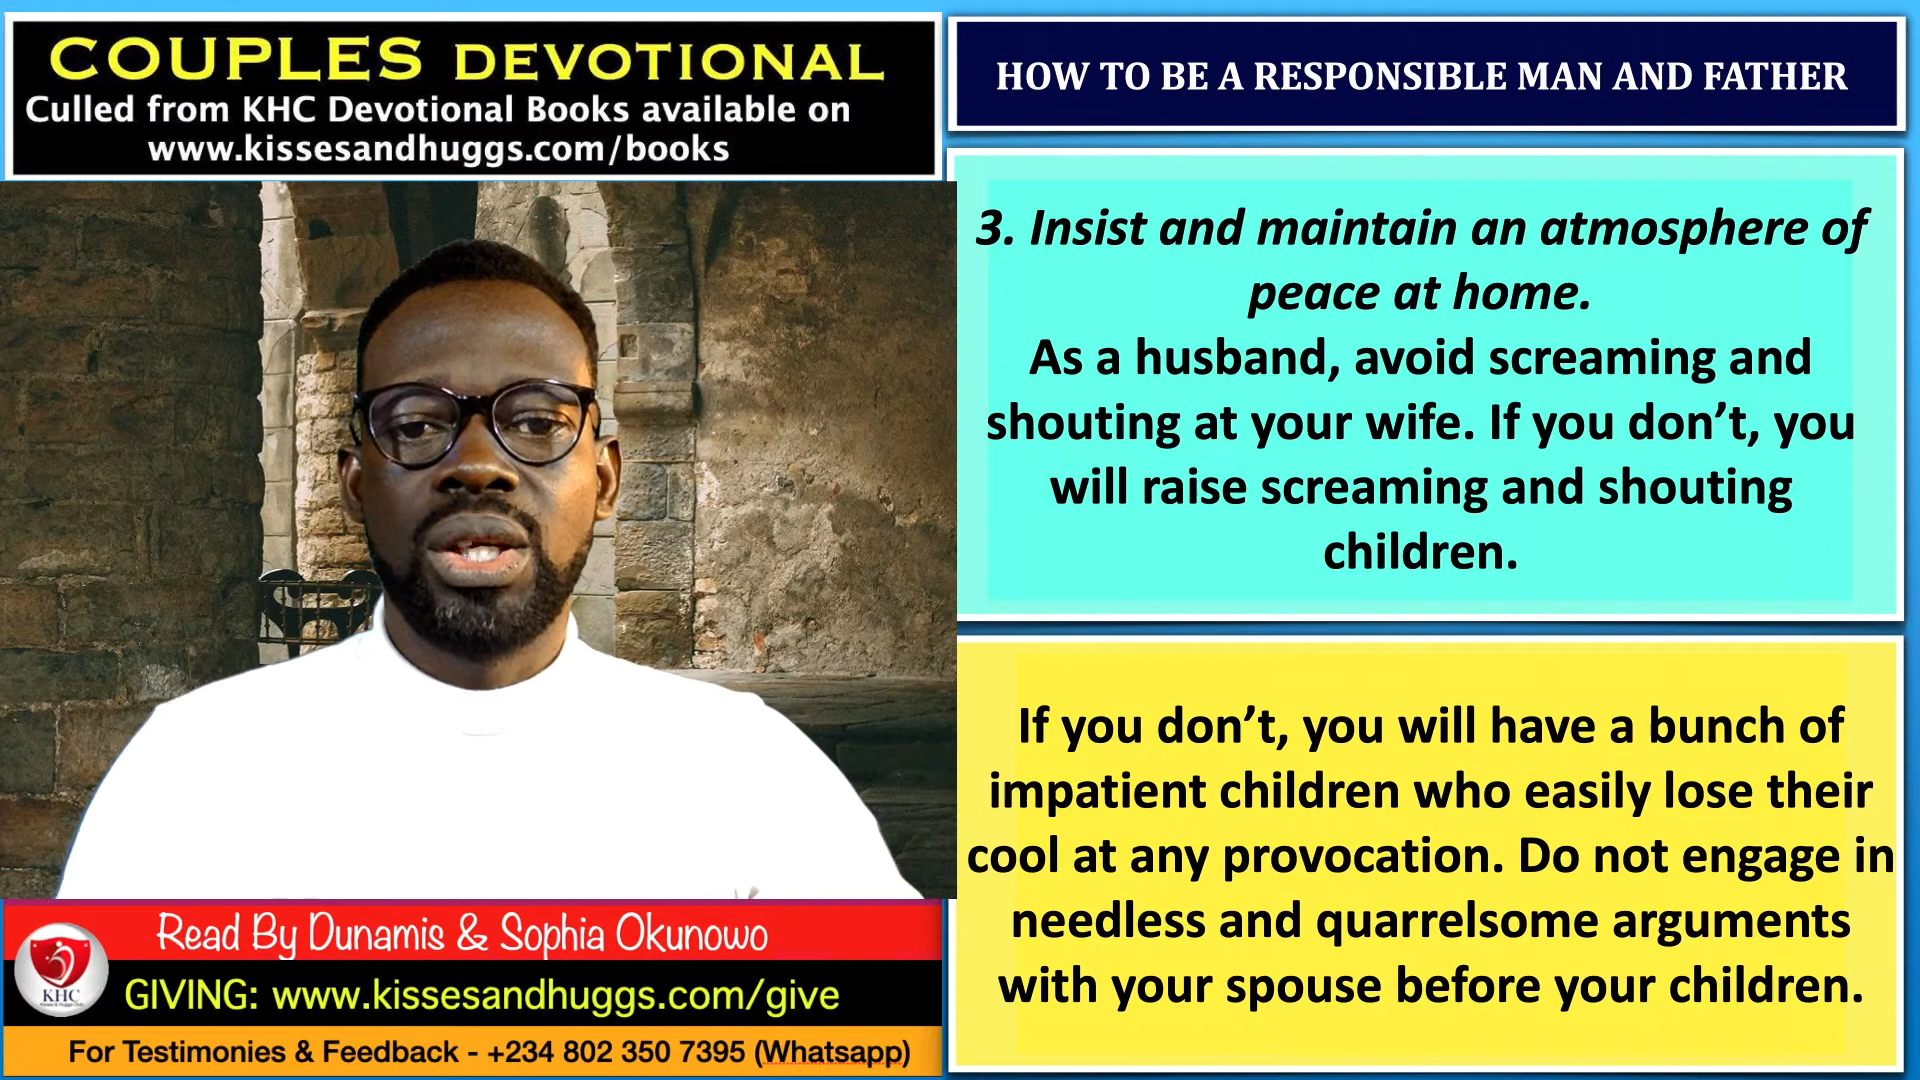 COUPLES DEVOTIONAL
Culled from KHC Devotional Books available on
www.kissesandhuggs.com/books
HOW TO BE A RESPONSIBLE MAN AND FATHER
3. Insist and maintain an atmosphere of
peace at home.
As a husband, avoid screaming and
shouting at your wife. If you don’t, you
will raise screaming and shouting
children.
If you don’t, you will have a bunch of
impatient children who easily lose their
cool at any provocation. Do not engage in
needless and quarrelsome arguments
with your spouse before your children.
Read By Dunamis & Sophia Okunowo
KHC
Kisses & Huggs Club
GIVING: www.kissesandhuggs.com/give
For Testimonies & Feedback - +234 802 350 7395 (Whatsapp)